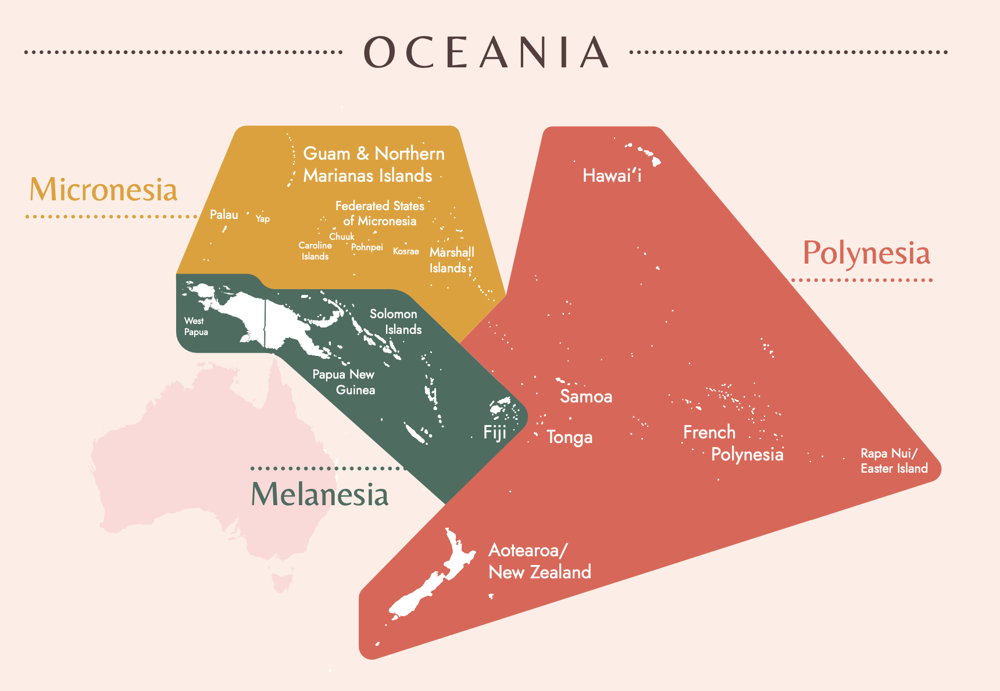 OCEANIA
Micronesia
Guam & Northern
Marianas Islands
Palau
Yap
Federated States
of Micronesia
Chuuk
Caroline
Islands
Pohnpei
Kosrae
Marshall
Islands
Hawaiʻi
Polynesia
West
Papua
Solomon
Islands
Papua New
Guinea
Fiji
Melanesia
Samoa
Tonga
French
Polynesia
Rapa Nui/
Easter Island
Aotearoa/
New Zealand